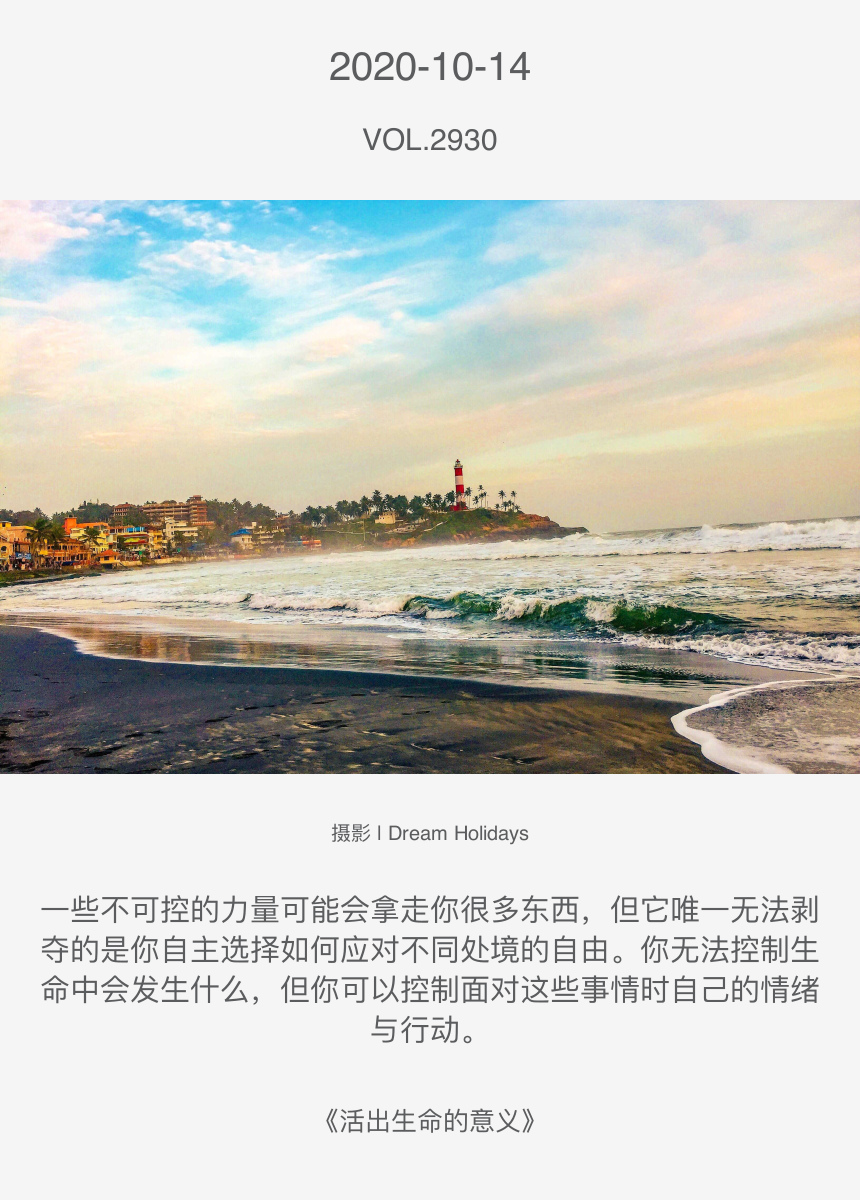 2020-10-14
VOL.2930
摄影 | Dream Holidays
一些不可控的力量可能会拿走你很多东西，但它唯一无法剥
夺的是你自主选择如何应对不同处境的自由。你无法控制生
命中会发生什么，但你可以控制面对这些事情时自己的情绪
与行动。
《活出生命的意义》